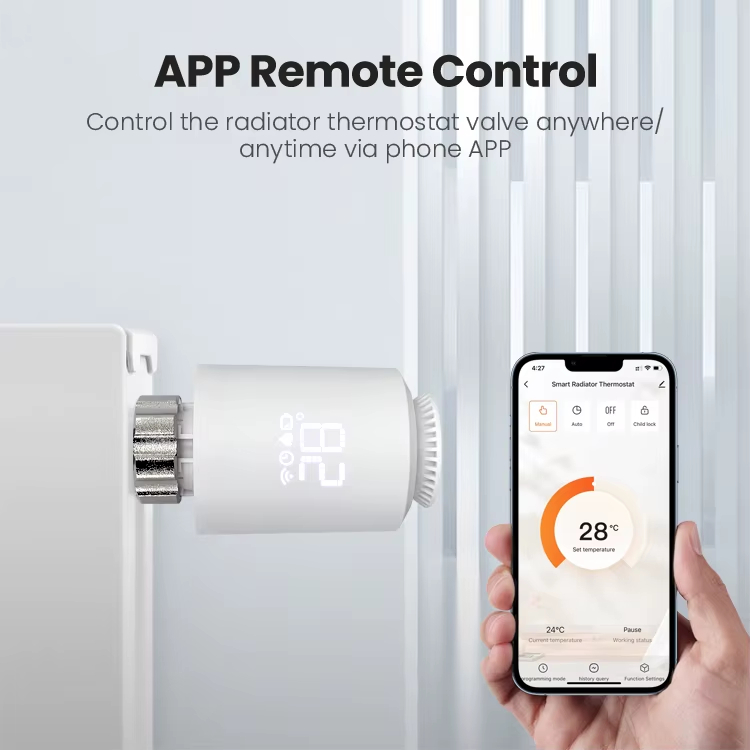 APP Remote Control
Control the radiator thermostat valve anywhere/
anytime via phone APP
28°
4:27
Smart Radiator Thermostat
Manual
Auto
OFF
Off
Child lock
28°C
Set temperature
24°C
Pause
Current temperature
Working status
rogramming mode
history query
Function Settings